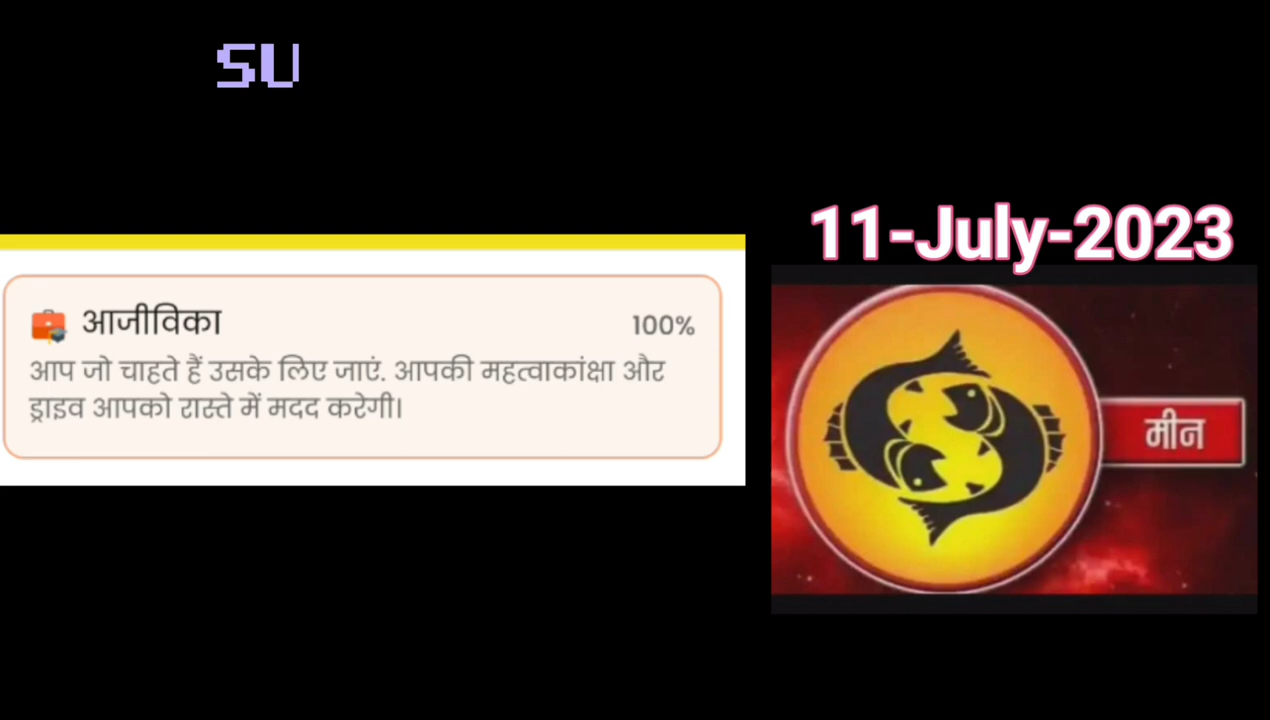 SU
11-July-2023
आजीविका 100%
आप जो चाहते हैं उसके लिए जाएं. आपकी महत्वाकांक्षा और
ड्राइव आपको रास्ते में मदद करेगी।
मीन